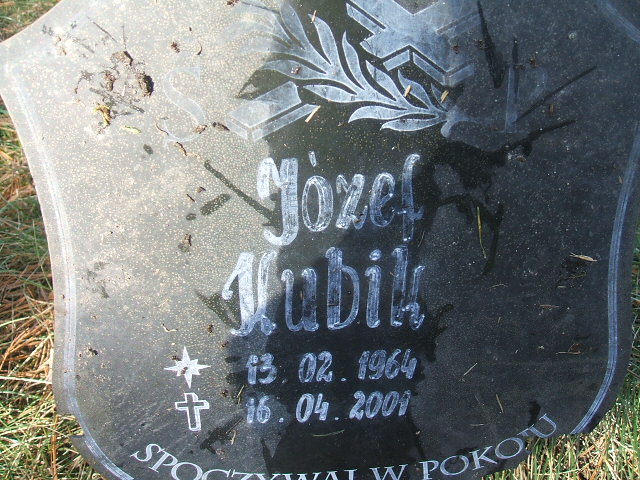 Ś P
Józef
Kubik
13.02.1964
16.04.2001
SPOCZYWAJ W POKOJU